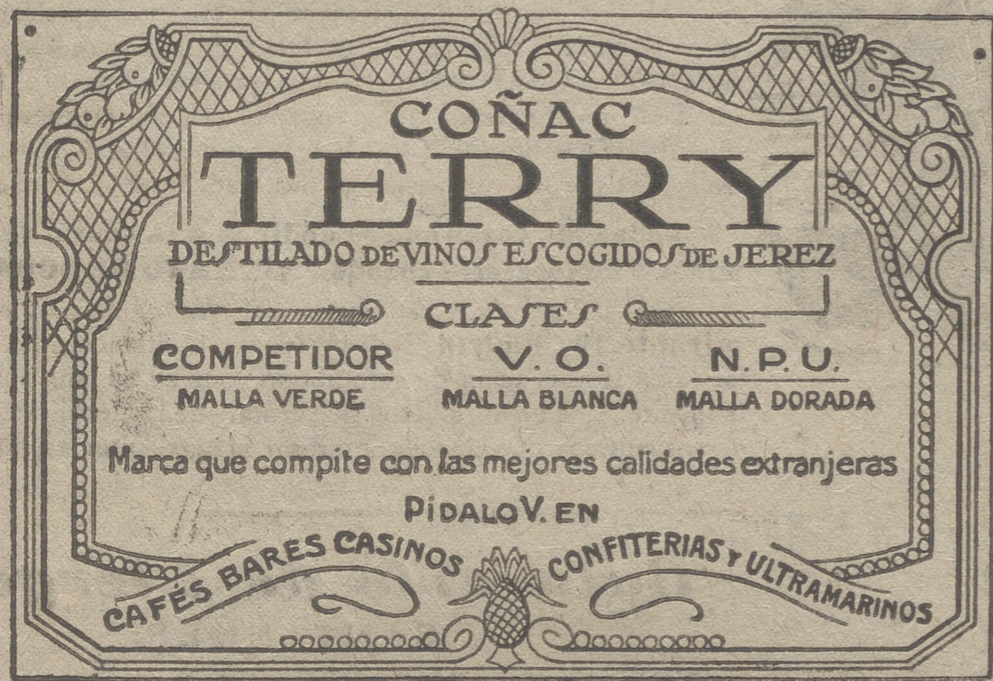 COÑAC
TERRY
DESTILADO DE VINOS ESCOGIDOS DE JEREZ
CLASES
COMPETIDOR V. O. N. P. U.
MALLA VERDE MALLA BLANCA MALLA DORADA
Marca que compite con las mejores calidades extranjeras
PIDALO V. EN
CAFÉS BARES CASINOS CONFITERIAS Y ULTRAMARINOS